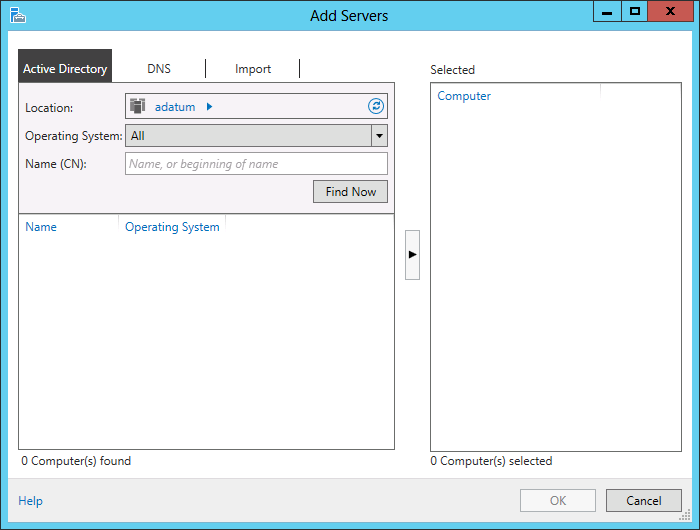 Add Servers
Active Directory DNS Import
Location: adatum
Operating System: All
Name (CN): Name, or beginning of name
Find Now
Name Operating System
0 Computer(s) found
Selected
Computer
0 Computer(s) selected
Help OK Cancel